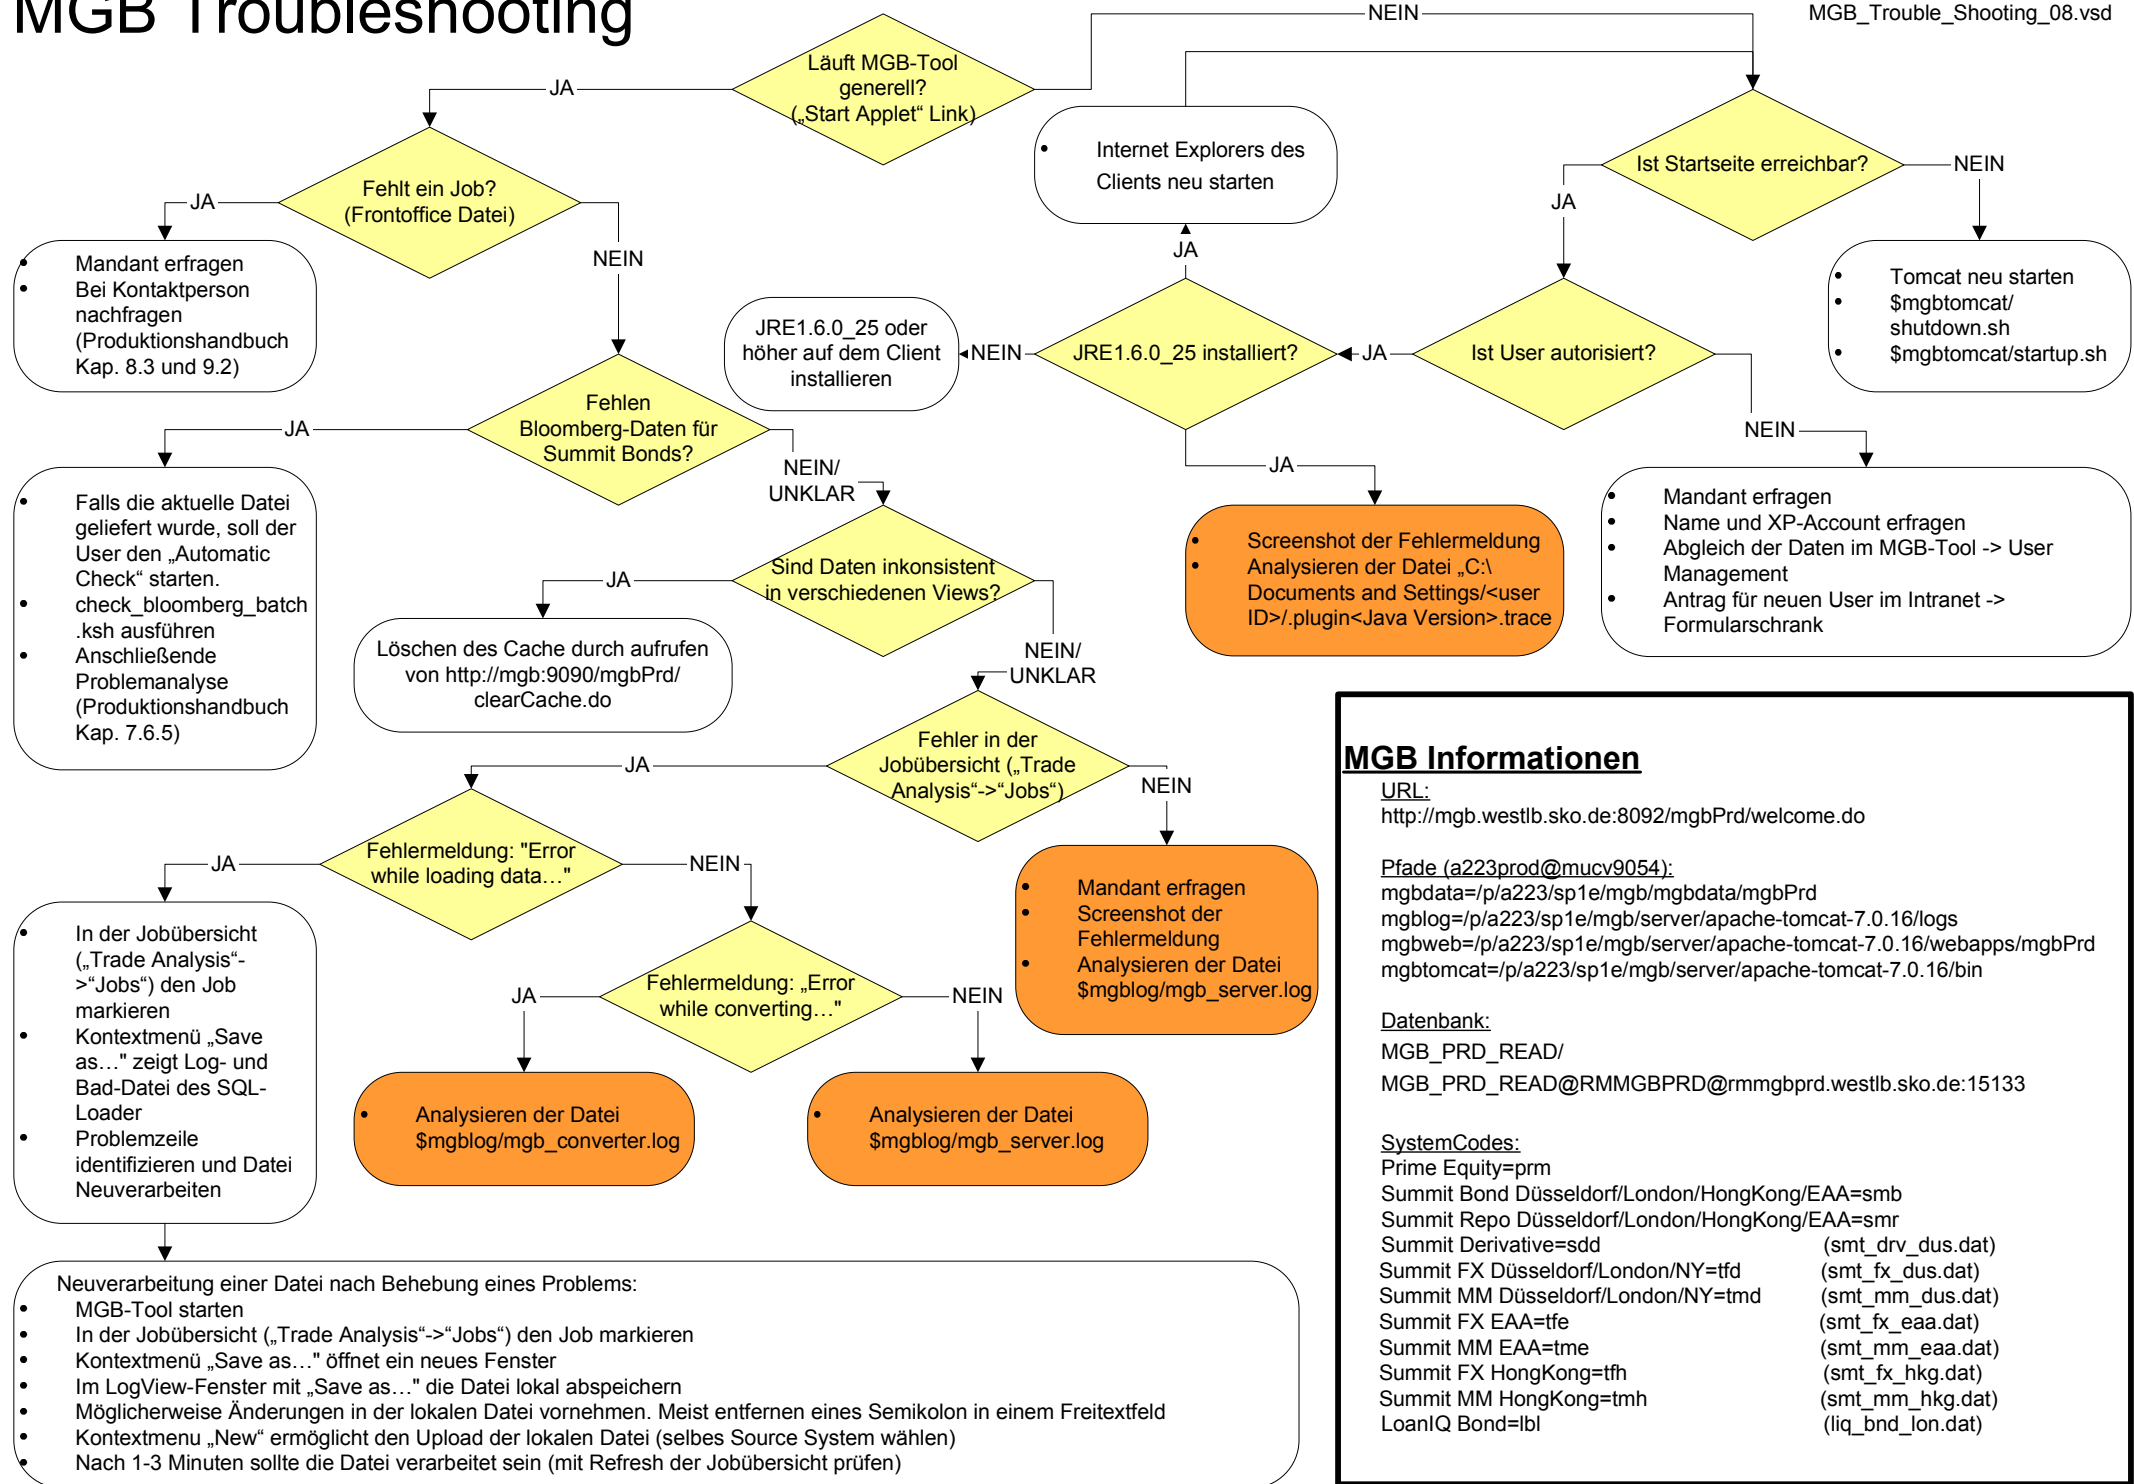 MGB Troubleshooting
MGB_Trouble_Shooting_08.vsd
Läuft MGB-Tool
generell?
(„Start Applet“ Link)
JA
NEIN
Fehlt ein Job?
(Frontoffice Datei)
JA
NEIN
• Mandant erfragen
• Bei Kontaktperson
nachfragen
(Produktionshandbuch
Kap. 8.3 und 9.2)
• Internet Explorers des
Clients neu starten
Ist Startseite erreichbar?
JA
NEIN
• Tomcat neu starten
• $mgbtomcat/
shutdown.sh
• $mgbtomcat/startup.sh
JA
JRE1.6.0_25 oder
höher auf dem Client
installieren
NEIN
JRE1.6.0_25 installiert?
JA
Ist User autorisiert?
NEIN
JA
Fehlen
Bloomberg-Daten für
Summit Bonds?
JA
NEIN/
UNKLAR
• Falls die aktuelle Datei
geliefert wurde, soll der
User den „Automatic
Check“ starten.
• check_bloomberg_batch
.ksh ausführen
• Anschließende
Problemanalyse
(Produktionshandbuch
Kap. 7.6.5)
Sind Daten inkonsistent
in verschiedenen Views?
JA
NEIN/
UNKLAR
Löschen des Cache durch aufrufen
von http://mgb:9090/mgbPrd/
clearCache.do
• Screenshot der Fehlermeldung
• Analysieren der Datei „C:\
Documents and Settings/<user
ID>/.plugin<Java Version>.trace
• Mandant erfragen
• Name und XP-Account erfragen
• Abgleich der Daten im MGB-Tool -> User
Management
• Antrag für neuen User im Intranet ->
Formularschrank
Fehler in der
Jobübersicht („Trade
Analysis“->“Jobs“)
JA
NEIN
Fehlermeldung: "Error
while loading data…"
JA
NEIN
• Mandant erfragen
• Screenshot der
Fehlermeldung
• Analysieren der Datei
$mgblog/mgb_server.log
• In der Jobübersicht
(„Trade Analysis“-
>“Jobs“) den Job
markieren
• Kontextmenü „Save
as…" zeigt Log- und
Bad-Datei des SQL-
Loader
• Problemzeile
identifizieren und Datei
Neuverarbeiten
Fehlermeldung: „Error
while converting…"
JA
NEIN
• Analysieren der Datei
$mgblog/mgb_converter.log
• Analysieren der Datei
$mgblog/mgb_server.log
Neuverarbeitung einer Datei nach Behebung eines Problems:
• MGB-Tool starten
• In der Jobübersicht („Trade Analysis“->“Jobs“) den Job markieren
• Kontextmenü „Save as…" öffnet ein neues Fenster
• Im LogView-Fenster mit „Save as…" die Datei lokal abspeichern
• Möglicherweise Änderungen in der lokalen Datei vornehmen. Meist entfernen eines Semikolon in einem Freitextfeld
• Kontextmenu „New“ ermöglicht den Upload der lokalen Datei (selbes Source System wählen)
• Nach 1-3 Minuten sollte die Datei verarbeitet sein (mit Refresh der Jobübersicht prüfen)
MGB Informationen
URL:
http://mgb.westlb.sko.de:8092/mgbPrd/welcome.do
Pfade (a223prod@mucv9054):
mgbdata=/p/a223/sp1e/mgb/mgbdata/mgbPrd
mgblog=/p/a223/sp1e/mgb/server/apache-tomcat-7.0.16/logs
mgbweb=/p/a223/sp1e/mgb/server/apache-tomcat-7.0.16/webapps/mgbPrd
mgbtomcat=/p/a223/sp1e/mgb/server/apache-tomcat-7.0.16/bin
Datenbank:
MGB_PRD_READ/
MGB_PRD_READ@RMMGBPRD@rmmgbprd.westlb.sko.de:15133
SystemCodes:
Prime Equity=prm
Summit Bond Düsseldorf/London/HongKong/EAA=smb
Summit Repo Düsseldorf/London/HongKong/EAA=smr
Summit Derivative=sdd (smt_drv_dus.dat)
Summit FX Düsseldorf/London/NY=tfd (smt_fx_dus.dat)
Summit MM Düsseldorf/London/NY=tmd (smt_mm_dus.dat)
Summit FX EAA=tfe (smt_fx_eaa.dat)
Summit MM EAA=tme (smt_mm_eaa.dat)
Summit FX HongKong=tfh (smt_fx_hkg.dat)
Summit MM HongKong=tmh (smt_mm_hkg.dat)
LoanIQ Bond=lbl (liq_bnd_lon.dat)